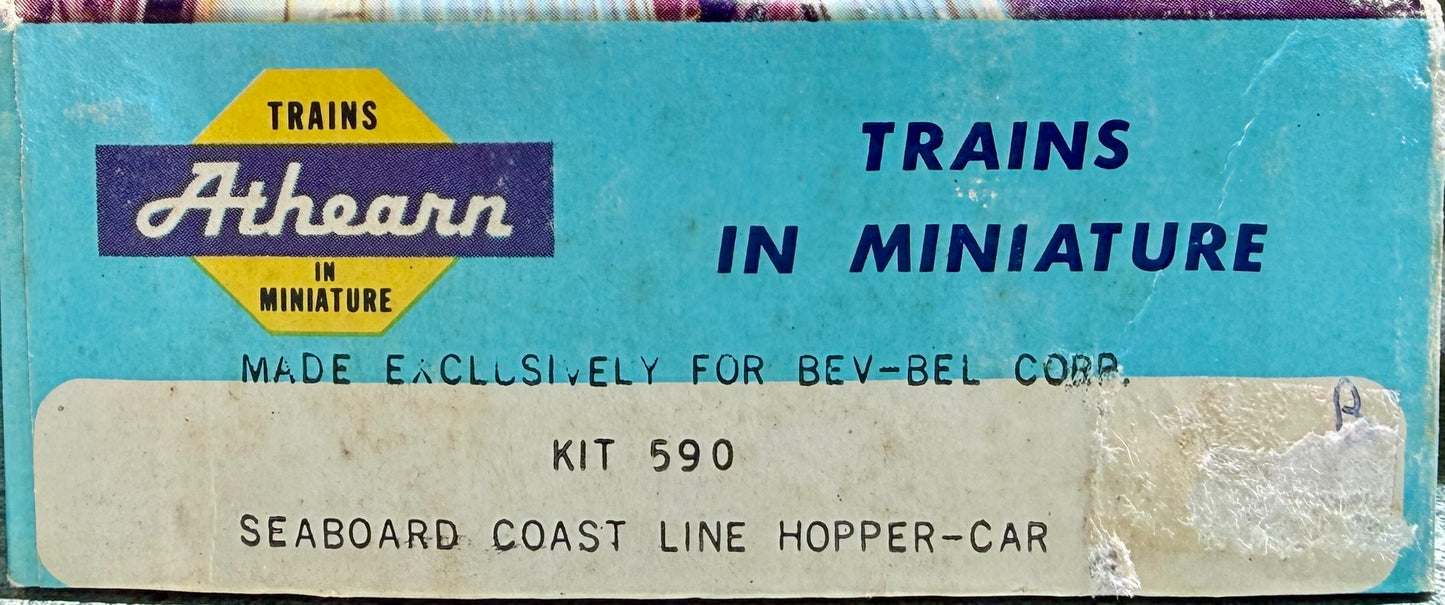 TRAINS
Athearn
IN
MINIATURE
TRAINS
IN MINIATURE
MADE EXCLUSIVELY FOR BEV-BEL CORP.
KIT 590
SEABOARD COAST LINE HOPPER-CAR